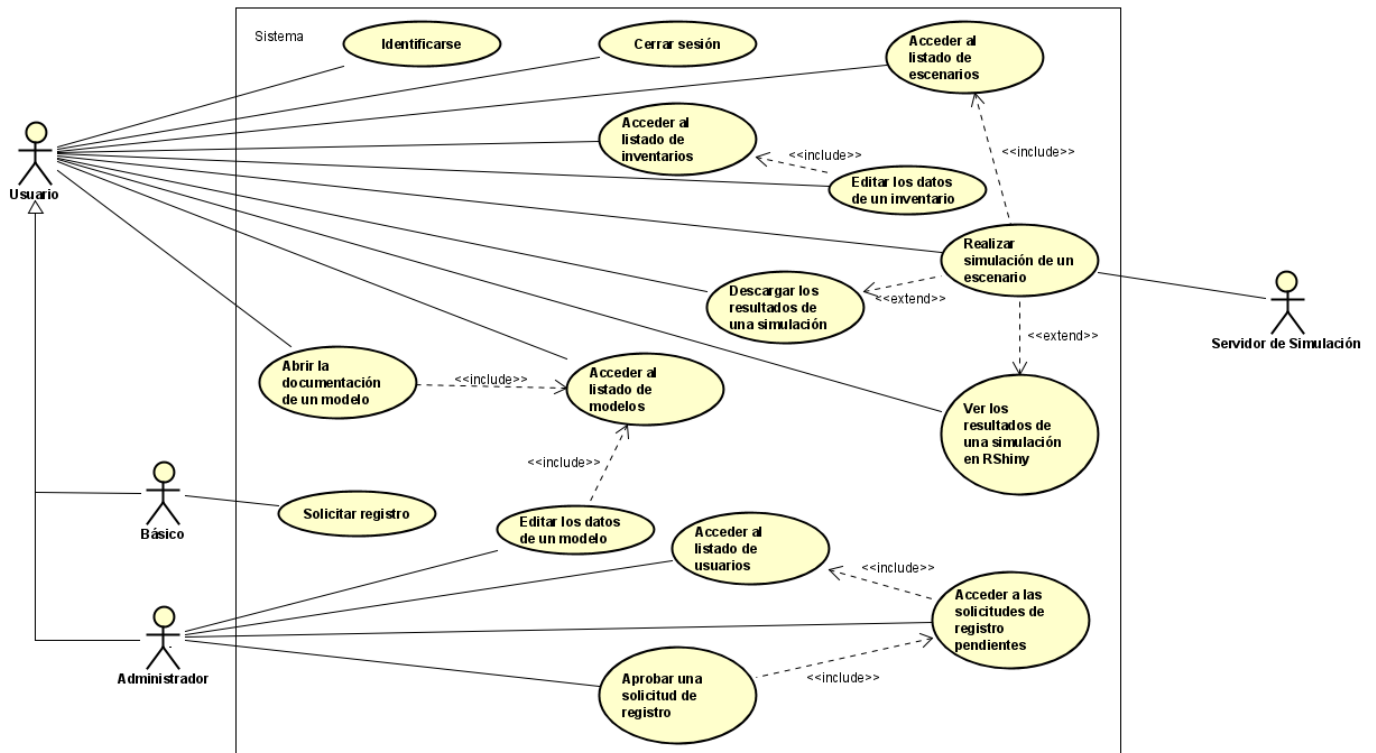 Sistema
Identificarse
Cerrar sesión
Acceder al
listado de
escenarios
Acceder al
listado de
inventarios
<<include>>
<<include>>
Editar los datos
de un inventario
Usuario
Realizar
simulación de un
escenario
Descargar los
resultados de
una simulación
<<extend>>
<<extend>>
Servidor de Simulación
Abrir la
documentación
de un modelo
<<include>>
Acceder al
listado de
modelos
Ver los
resultados de
una simulación
en RShiny
<<include>>
Básico
Solicitar registro
Editar los datos
de un modelo
Acceder al
listado de
usuarios
<<include>>
Acceder a las
solicitudes de
registro
pendientes
Administrador
Aprobar una
solicitud de
registro
<<include>>